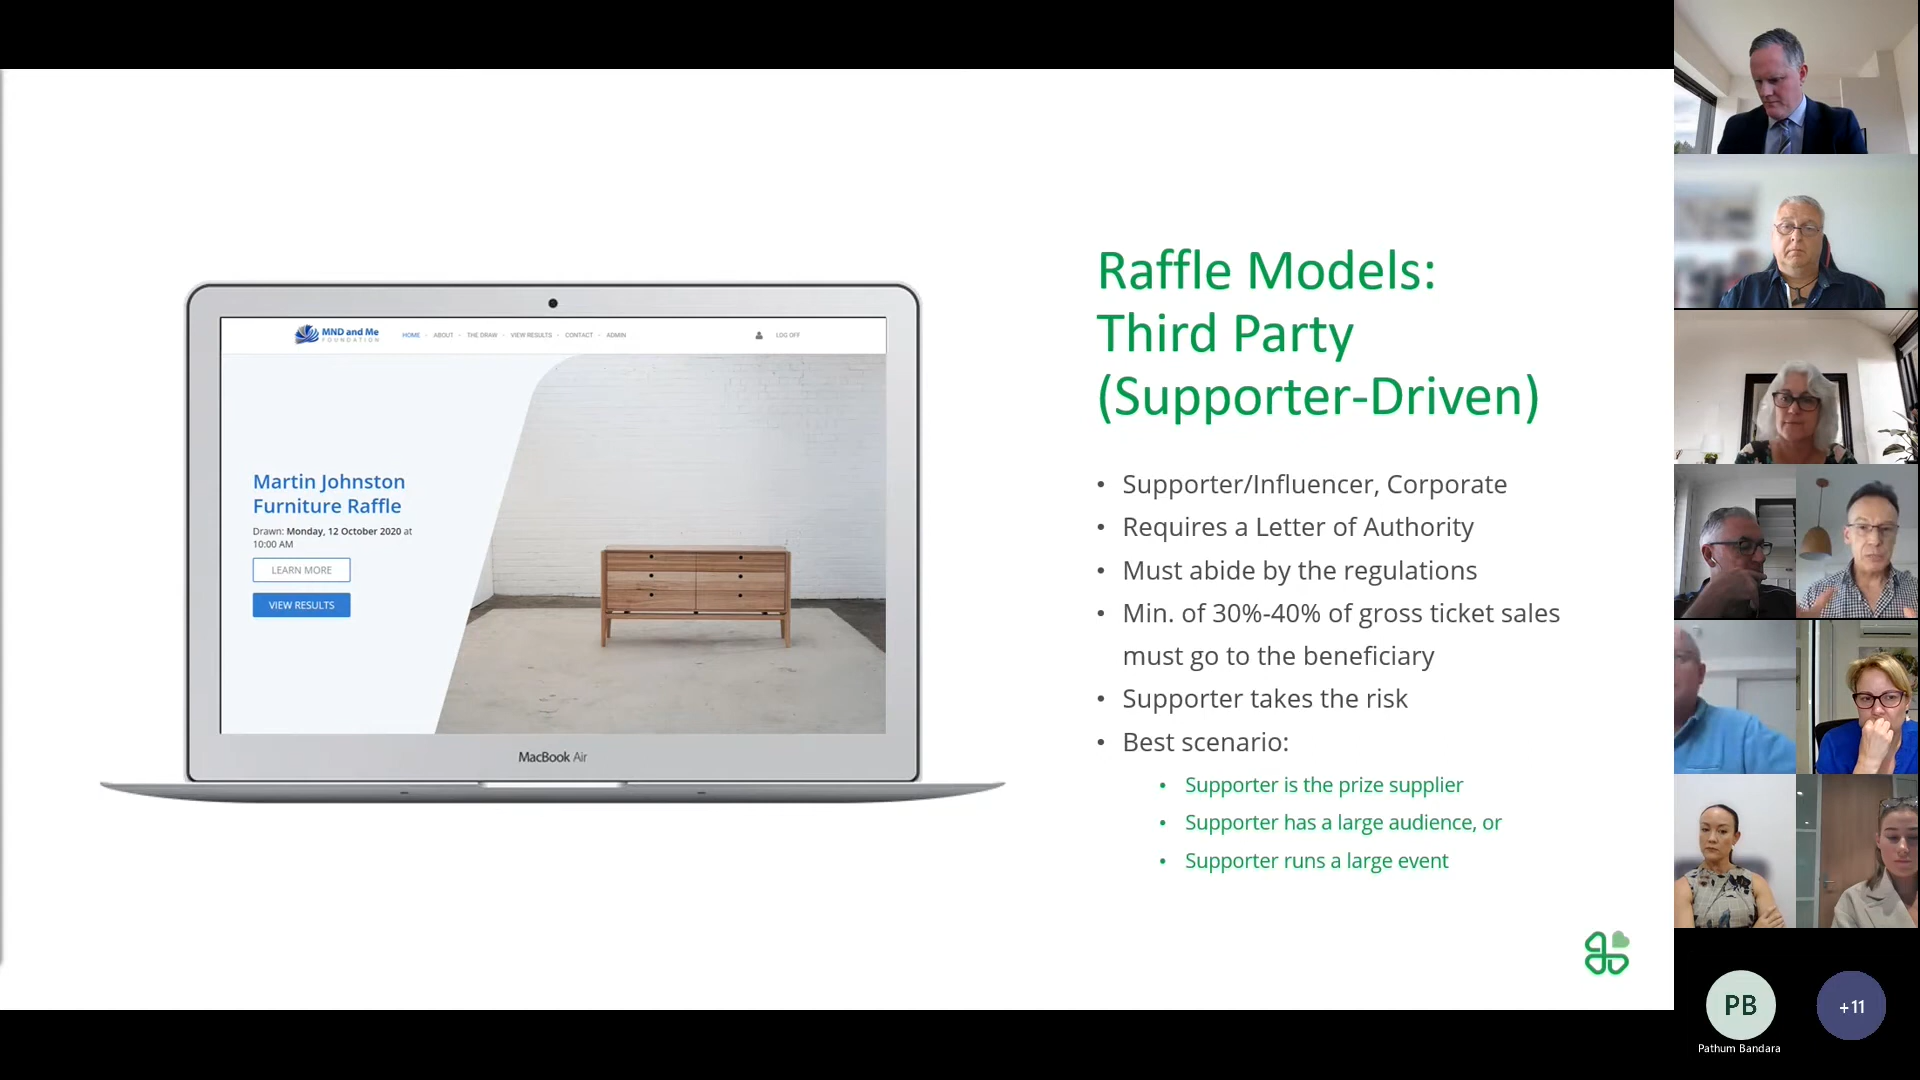 MND and Me
FOUNDATION
HOME - ABOUT - THE DRAW - VIEW RESULTS - CONTACT - ADMIN
LOG OFF
Martin Johnston
Furniture Raffle
Drawn: Monday, 12 October 2020 at
10:00 AM
LEARN MORE
VIEW RESULTS
MacBook Air
Raffle Models:
Third Party
(Supporter-Driven)
• Supporter/Influencer, Corporate
• Requires a Letter of Authority
• Must abide by the regulations
• Min. of 30%-40% of gross ticket sales
must go to the beneficiary
• Supporter takes the risk
• Best scenario:
• Supporter is the prize supplier
• Supporter has a large audience, or
• Supporter runs a large event
PB
+11
Pathum Bandara